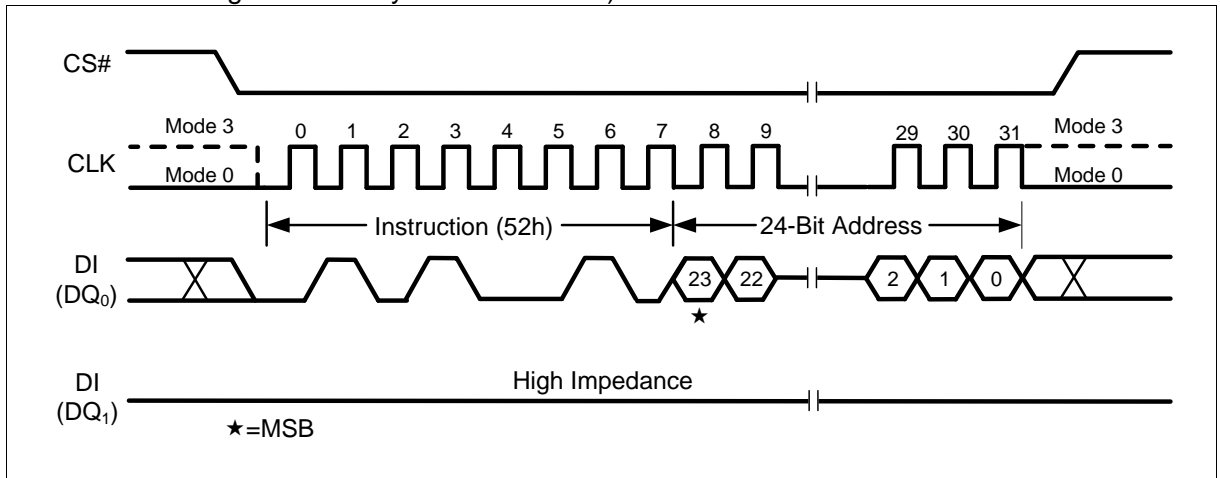 CS#
Mode 3
0 1 2 3 4 5 6 7 8 9 29 30 31
Mode 3
CLK
Mode 0
Mode 0
Instruction (52h)
24-Bit Address
DI
(DQ₀)
23 22 2 1 0
★
High Impedance
DI
(DQ₁)
★=MSB